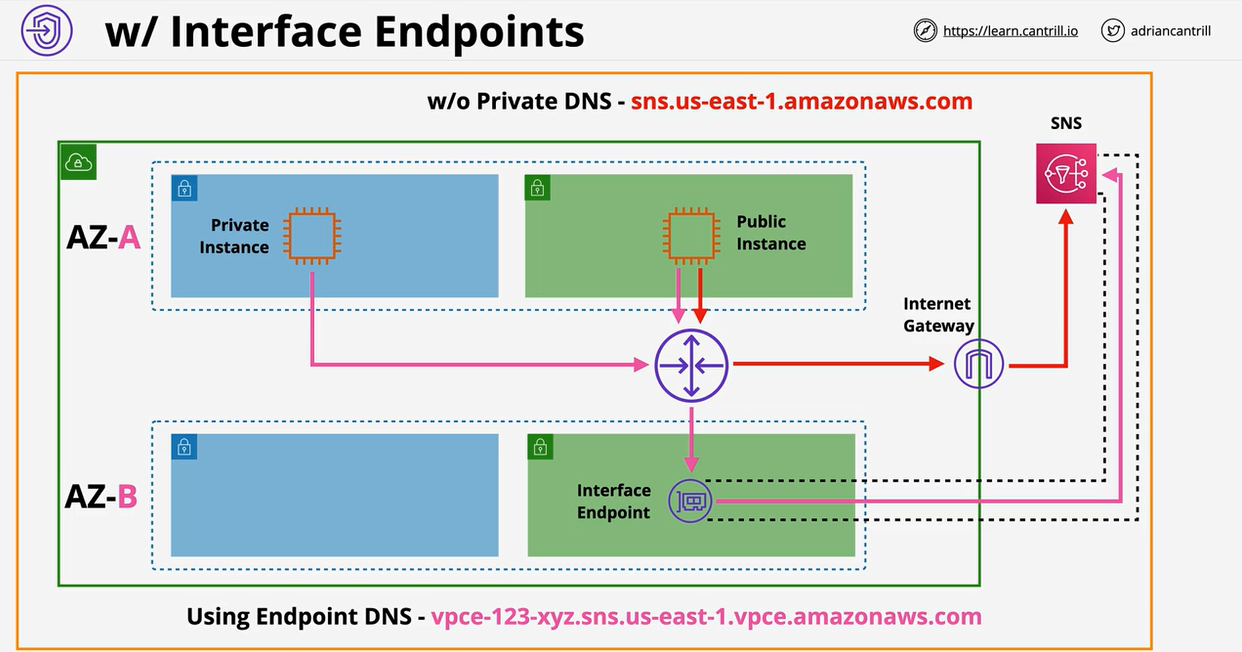 w/ Interface Endpoints
https://learn.cantrill.io
adriancantrill
w/o Private DNS - sns.us-east-1.amazonaws.com
SNS
AZ-A
Private
Instance
Public
Instance
Internet
Gateway
AZ-B
Interface
Endpoint
Using Endpoint DNS - vpce-123-xyz.sns.us-east-1.vpce.amazonaws.com